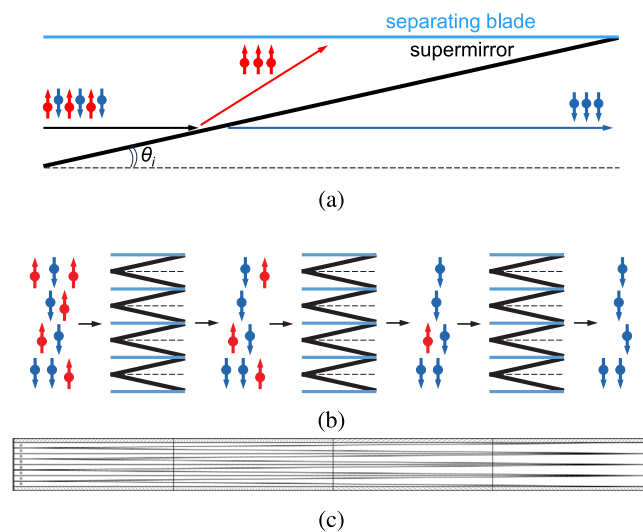 separating blade
supermirror
θi
(a)
(b)
(c)